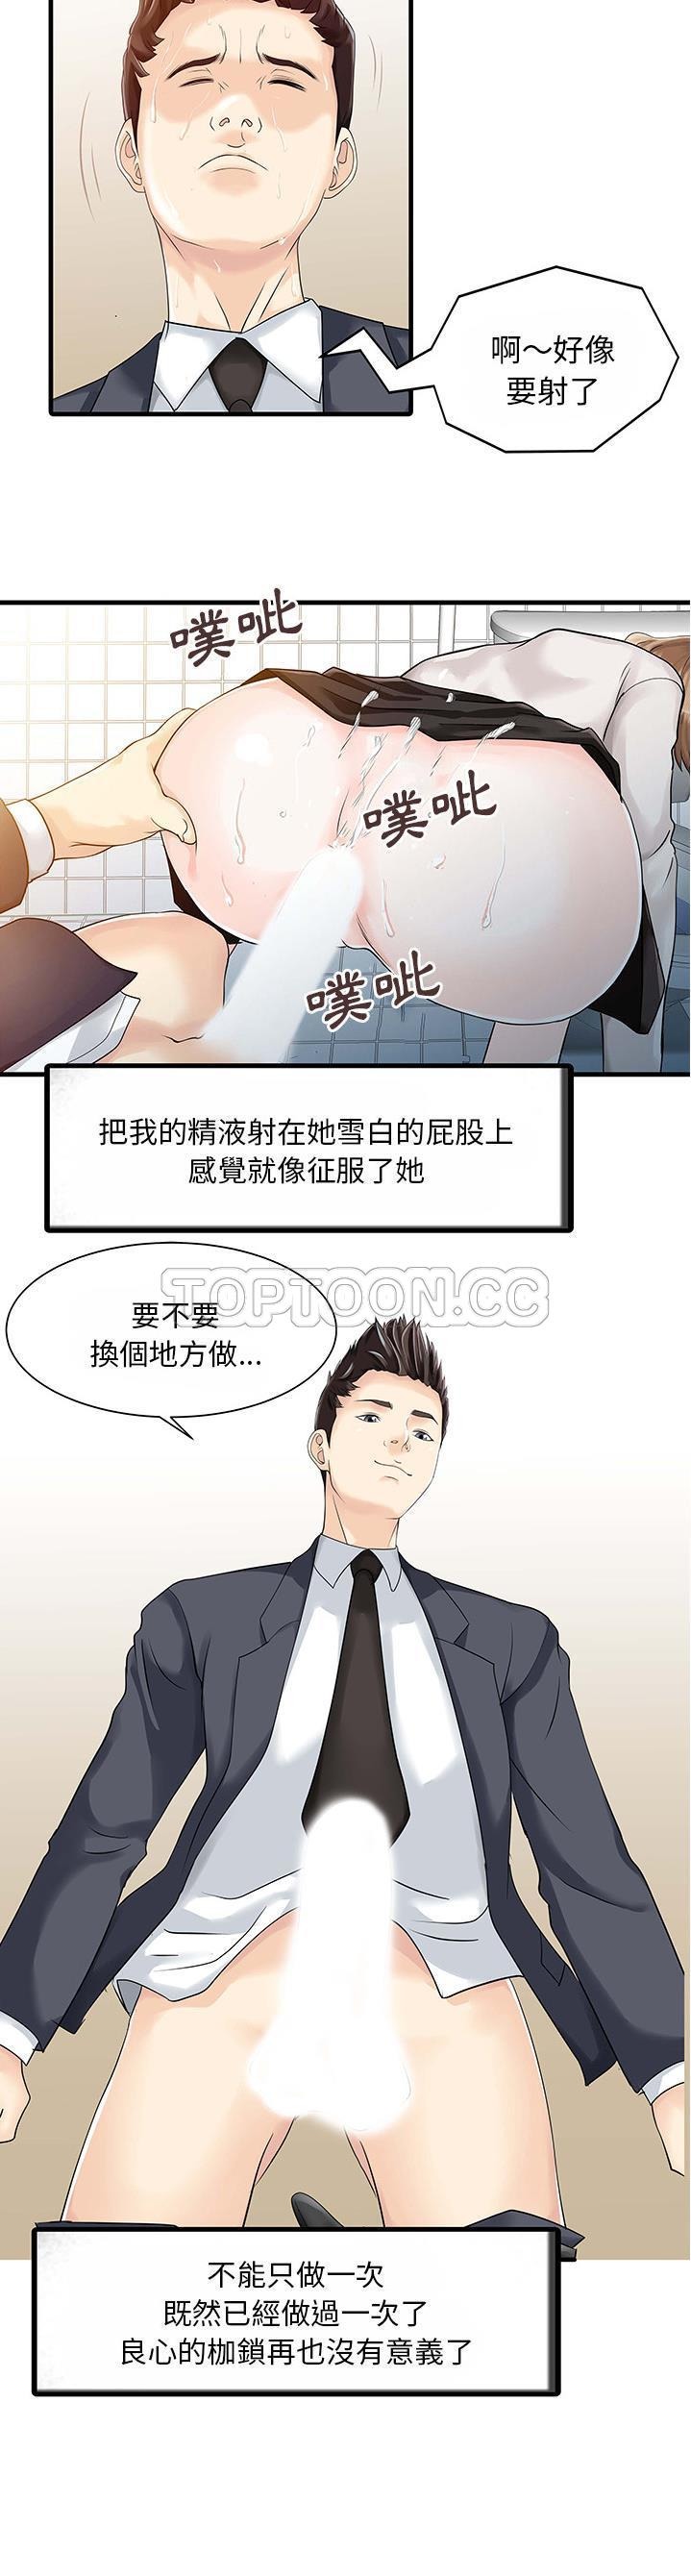 啊～好像
要射了
噗呲
噗呲
噗呲
把我的精液射在她雪白的屁股上
感覺就像征服了她
TOPTOON.CC
要不要
換個地方做...
不能只做一次
既然已經做過一次了
良心的枷鎖再也沒有意義了